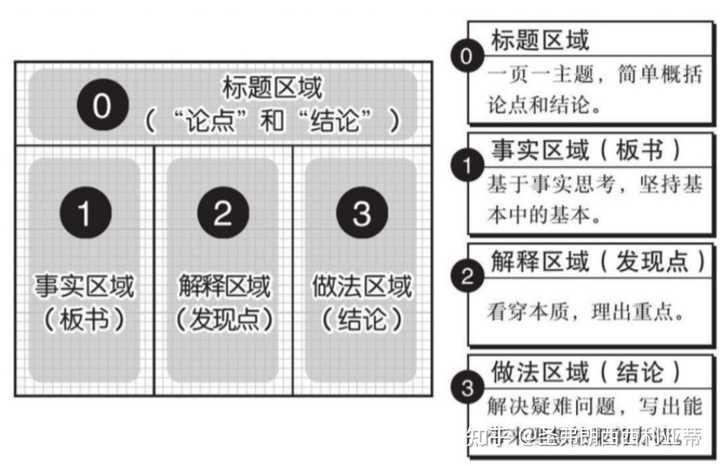 0
标题区域
（“论点”和“结论”）
1
事实区域
（板书）
2
解释区域
（发现点）
3
做法区域
（结论）
0
标题区域
一页一主题，简单概括
论点和结论。
1
事实区域（板书）
基于事实思考，坚持基
本中的基本。
2
解释区域（发现点）
看穿本质，理出重点。
3
做法区域（结论）
解决疑难问题，写出能
知乎
西西利亚蒂